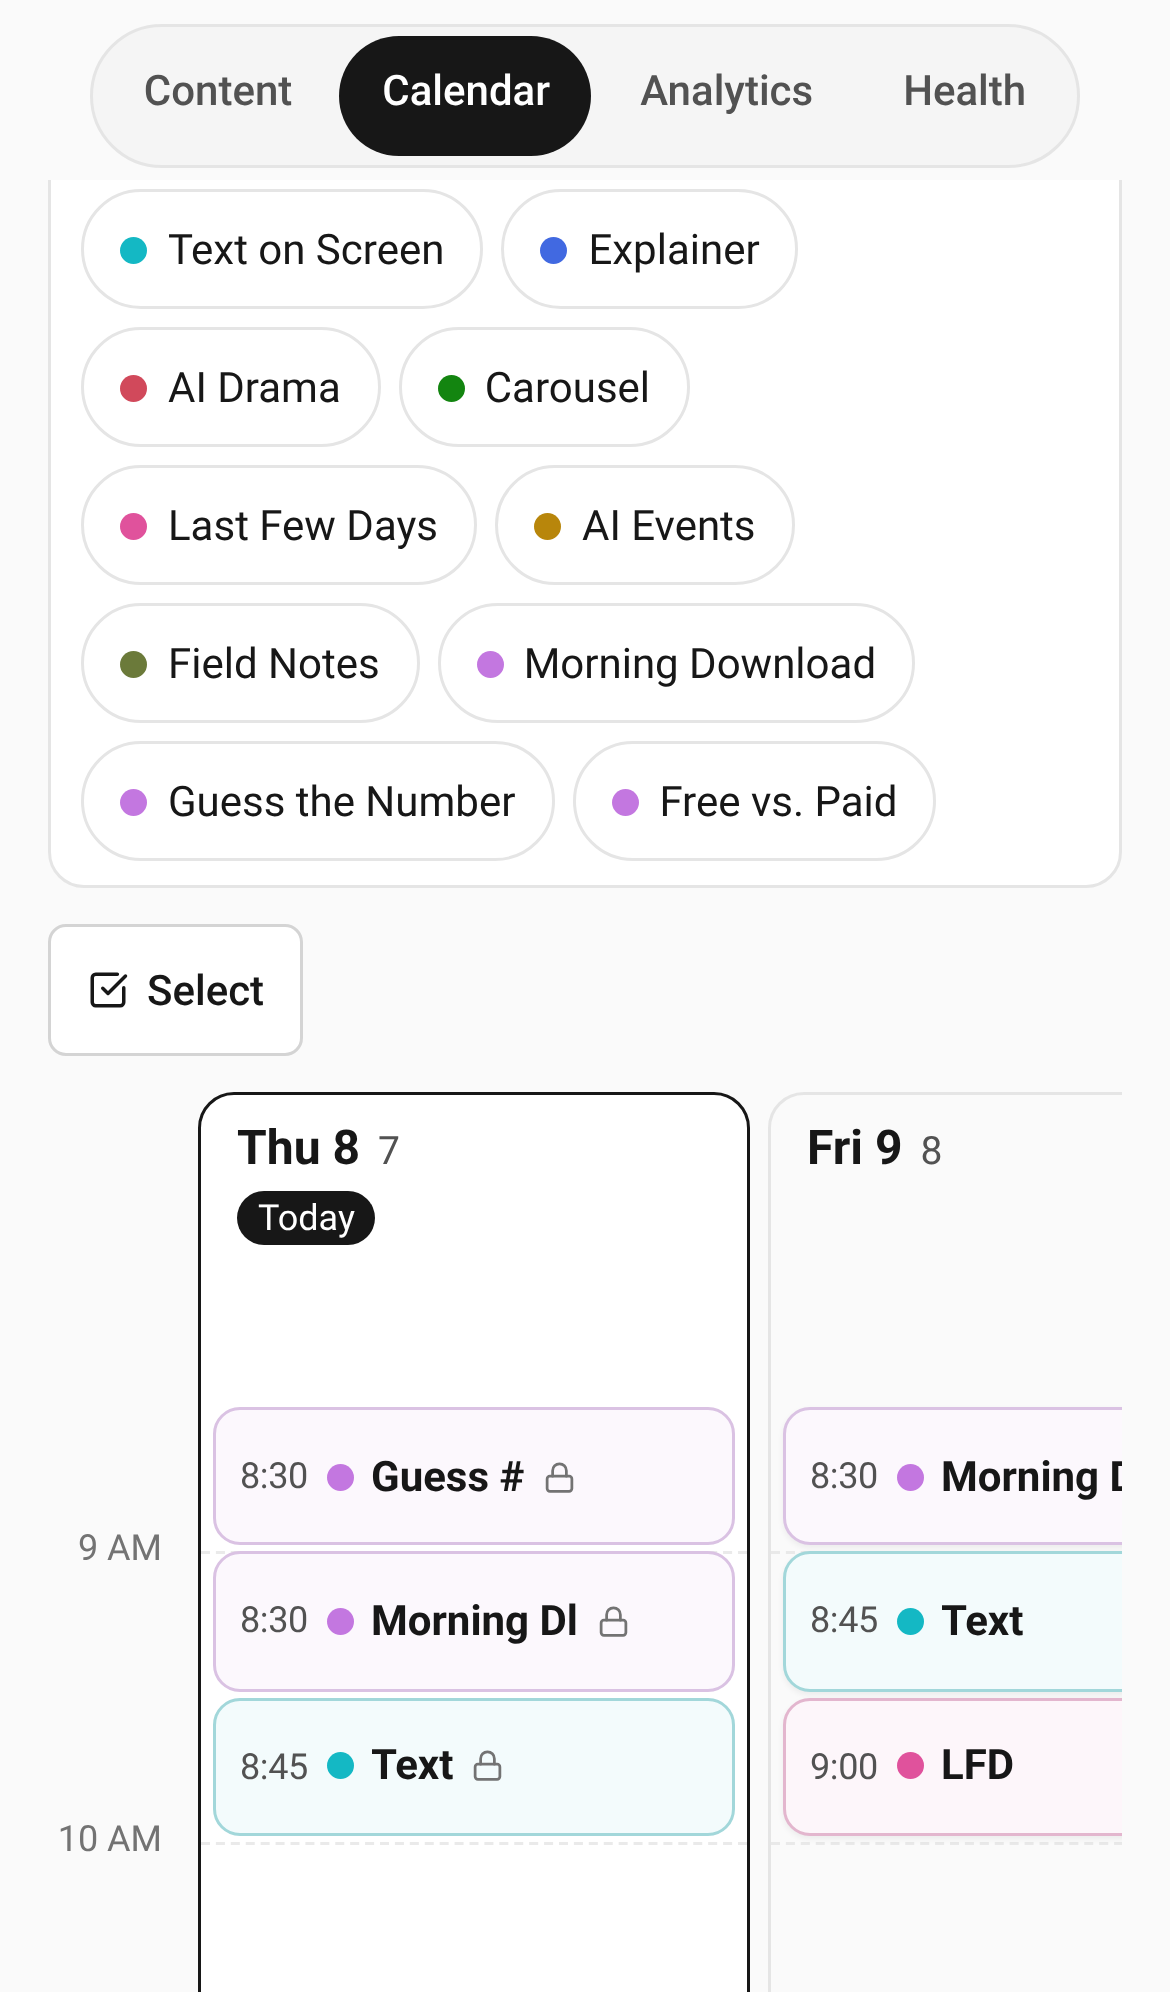 Content Calendar Analytics Health
Text on Screen Explainer
AI Drama Carousel
Last Few Days AI Events
Field Notes Morning Download
Guess the Number Free vs. Paid
Select
Thu 8 7 Fri 9 8
Today
8:30 Guess # 8:30 Morning D
9 AM
8:30 Morning Dl 8:45 Text
8:45 Text 9:00 LFD
10 AM